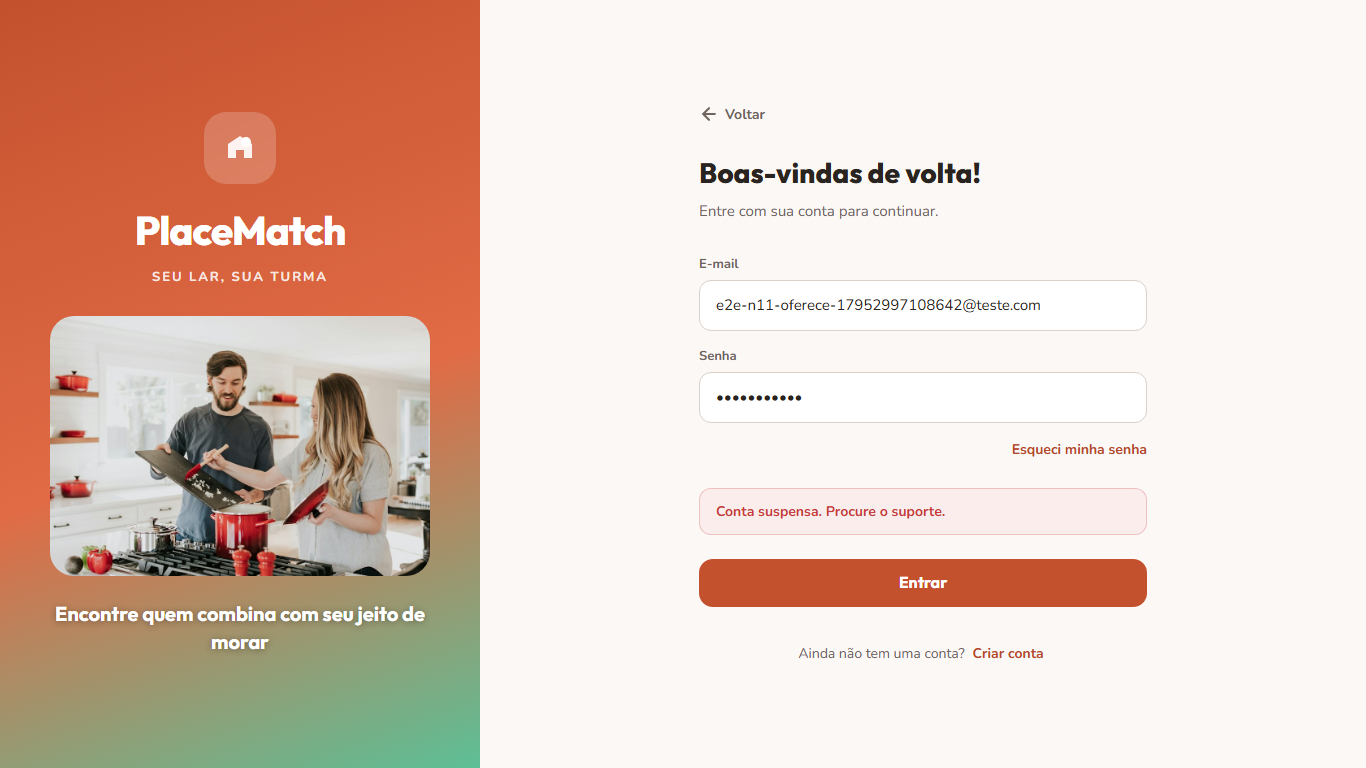 PlaceMatch
SEU LAR, SUA TURMA
Encontre quem combina com seu jeito de
morar
Voltar
Boas-vindas de volta!
Entre com sua conta para continuar.
E-mail
e2e-n11-oferece-17952997108642@teste.com
Senha
•••••••••••
Esqueci minha senha
Conta suspensa. Procure o suporte.
Entrar
Ainda não tem uma conta? Criar conta